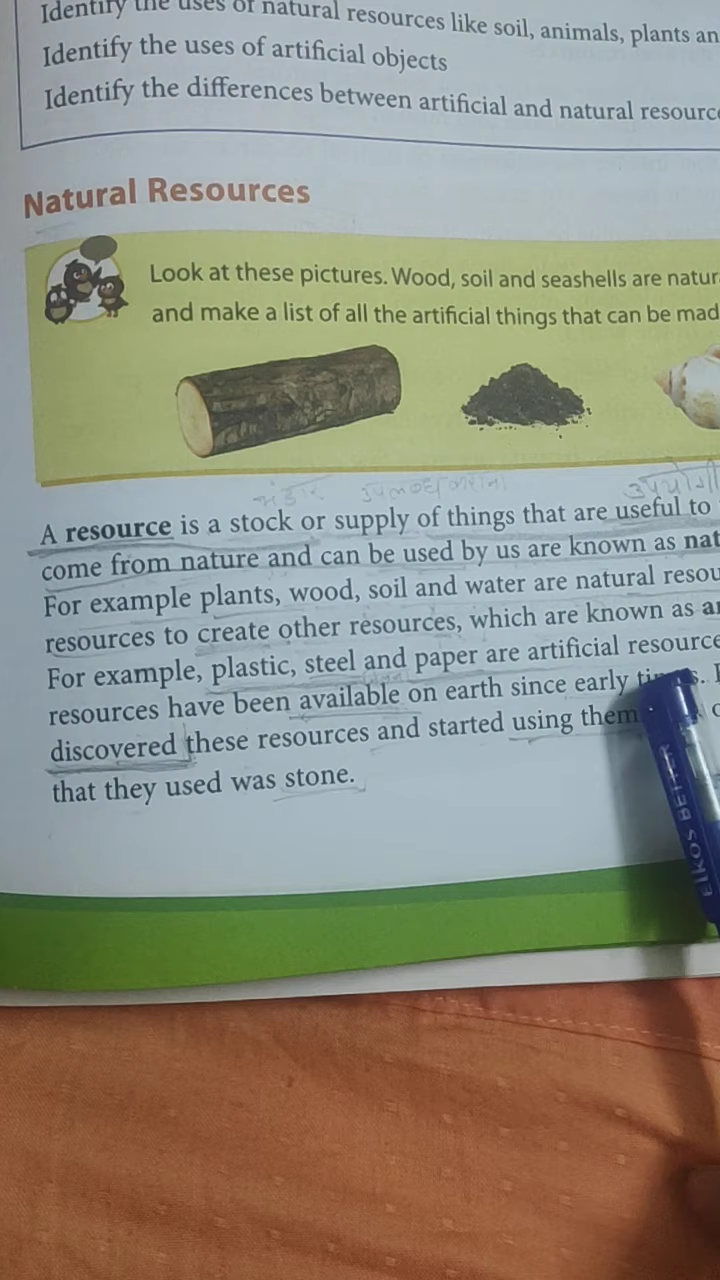 Identify the uses of natural resources like soil, animals, plants an
Identify the uses of artificial objects
Identify the differences between artificial and natural resourc
Natural Resources
Look at these pictures. Wood, soil and seashells are natur
and make a list of all the artificial things that can be mad
भंडार उपलब्ध कराना उपयोगी
A resource is a stock or supply of things that are useful to
come from nature and can be used by us are known as nat
For example plants, wood, soil and water are natural resou
resources to create other resources, which are known as ar
For example, plastic, steel and paper are artificial resource
resources have been available on earth since early
discovered these resources and started using them
that they used was stone.
Elkos BETTER